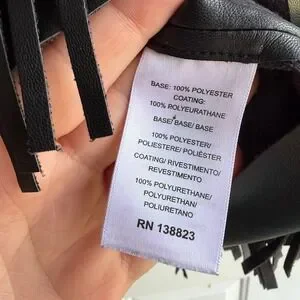 BASE: 100% POLYESTER
COATING:
100% POLYEURATHANE
BASE/ BASE/ BASE
100% POLYESTER/
POLIESTERE/ POLIÉSTER
COATING/ RIVESTIMENTO/
REVESTIMENTO
100% POLYURETHANE/
POLYURETHAN/
POLIURETANO
RN 138823